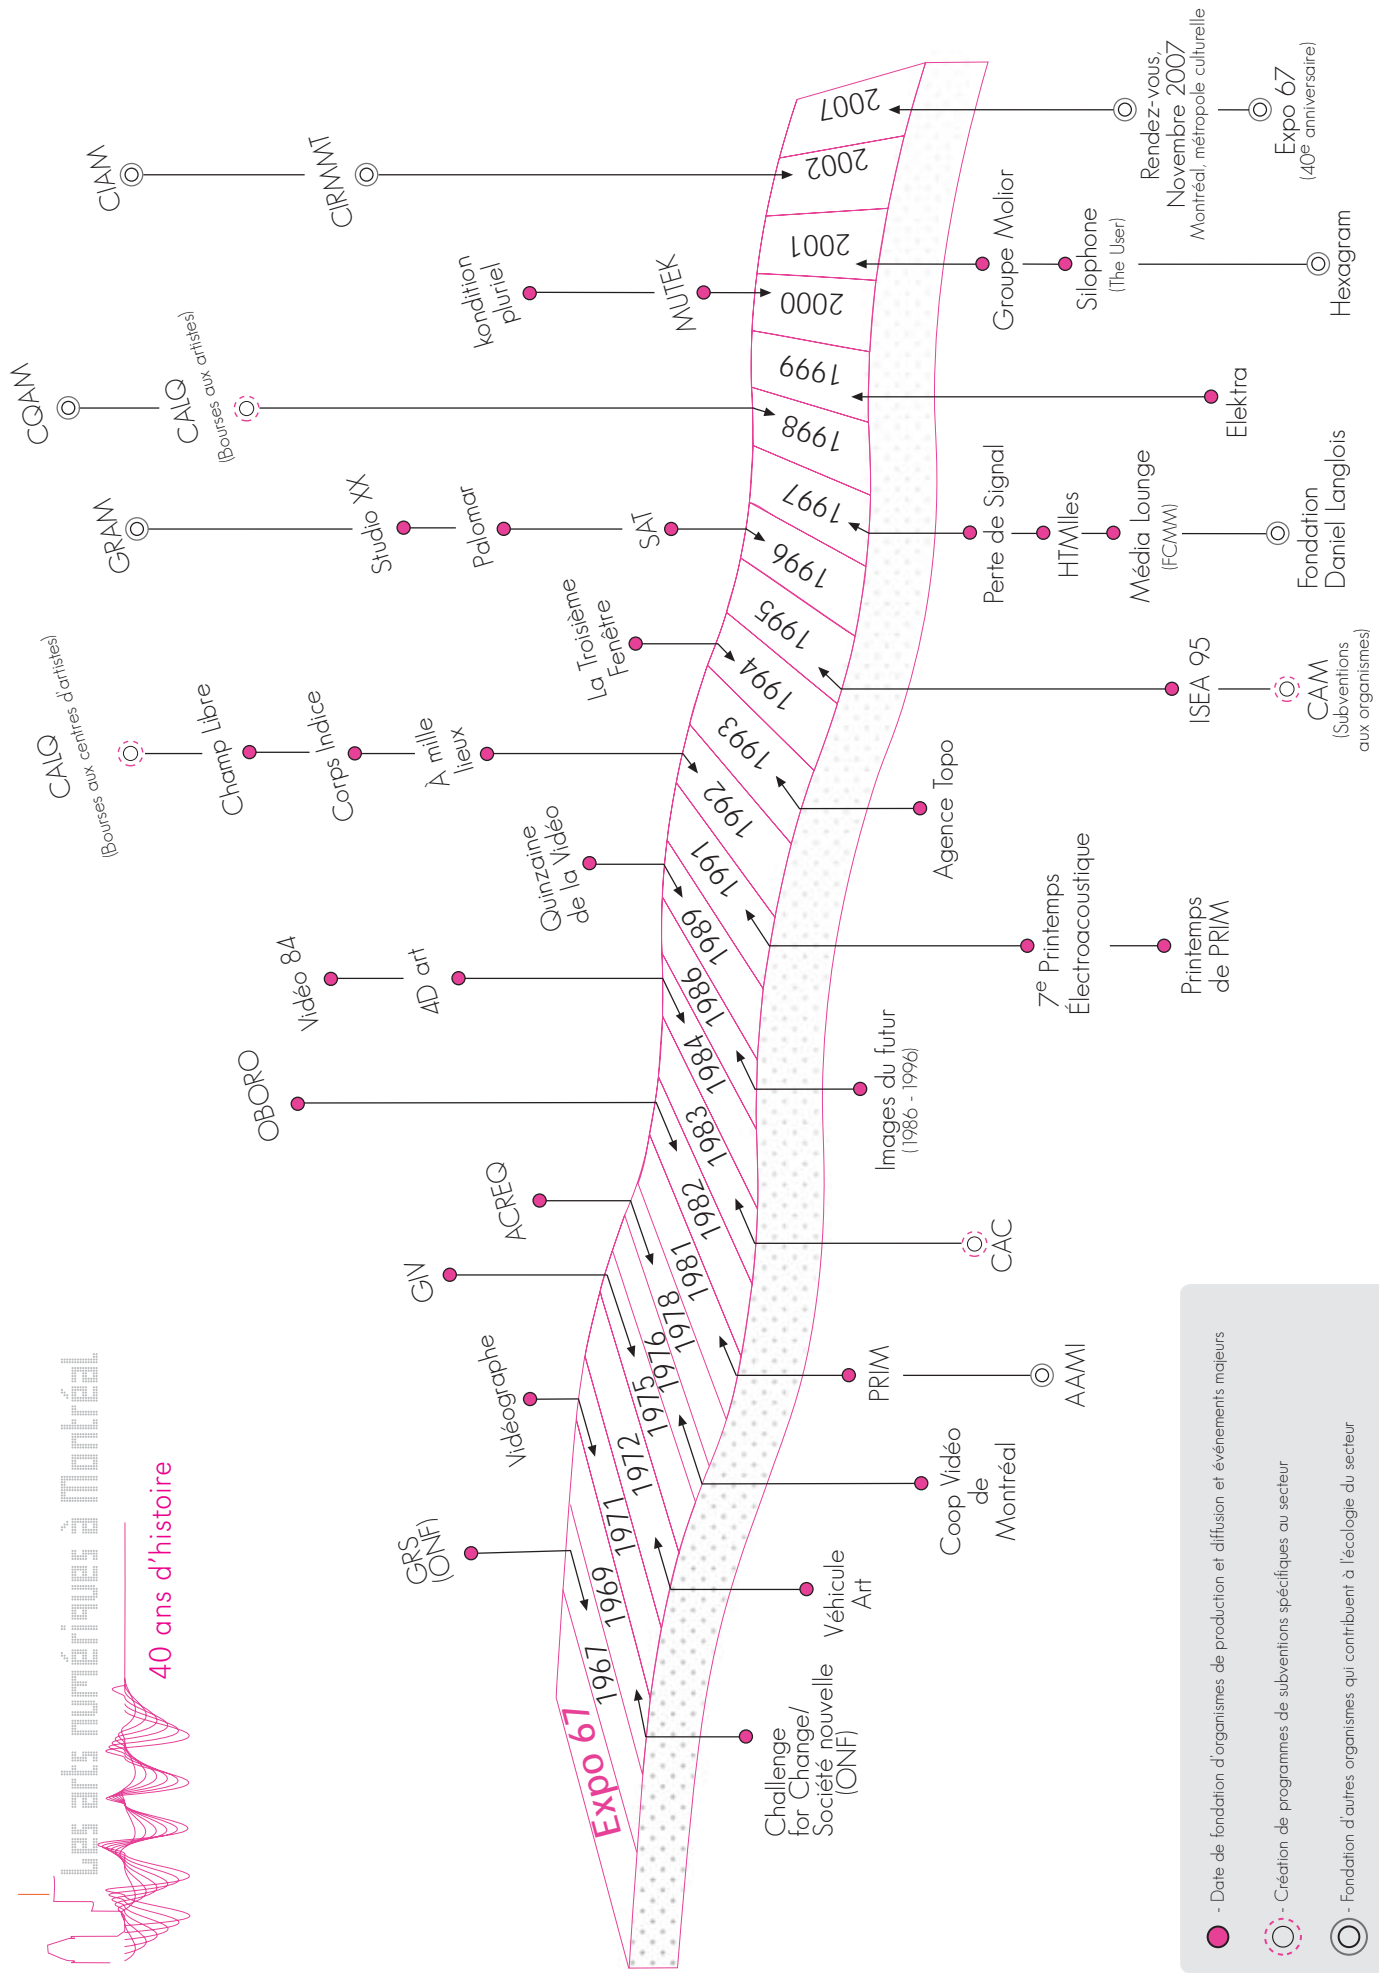 Les arts numériques à Montréal
40 ans d'histoire
Expo 67
1967
1969
1971
1972
1975
1976
1978
1981
1982
1983
1984
1986
1989
1991
1992
1993
1994
1995
1996
1997
1998
1999
2000
2001
2002
2007
GRS
(ONF)
Vidéographe
GIV
ACREQ
OBORO
Vidéo 84
4D art
Quinzaine
de la Vidéo
CALQ
(Bourses aux centres d'artistes)
Champ Libre
Corps Indice
À mille
lieux
La Troisième
Fenêtre
GRAM
Studio XX
Palomar
SAT
CQAM
CALQ
(Bourses aux artistes)
kondition
pluriel
MUTEK
CIAM
CIRMMT
Challenge
for Change/
Société nouvelle
(ONF)
Véhicule
Art
Coop Vidéo
de
Montréal
PRIM
AAMI
CAC
Images du futur
(1986 - 1996)
7e Printemps
Électroacoustique
Printemps
de PRIM
Agence Topo
ISEA 95
CAM
(Subventions
aux organismes)
Perte de Signal
HTMlles
Média Lounge
(FCMM)
Fondation
Daniel Langlois
Elektra
Groupe Molior
Silophone
(The User)
Hexagram
Rendez-vous,
Novembre 2007
Montréal, métropole culturelle
Expo 67
(40e anniversaire)
- Date de fondation d'organismes de production et diffusion et événements majeurs
- Création de programmes de subventions spécifiques au secteur
- Fondation d'autres organismes qui contribuent à l'écologie du secteur